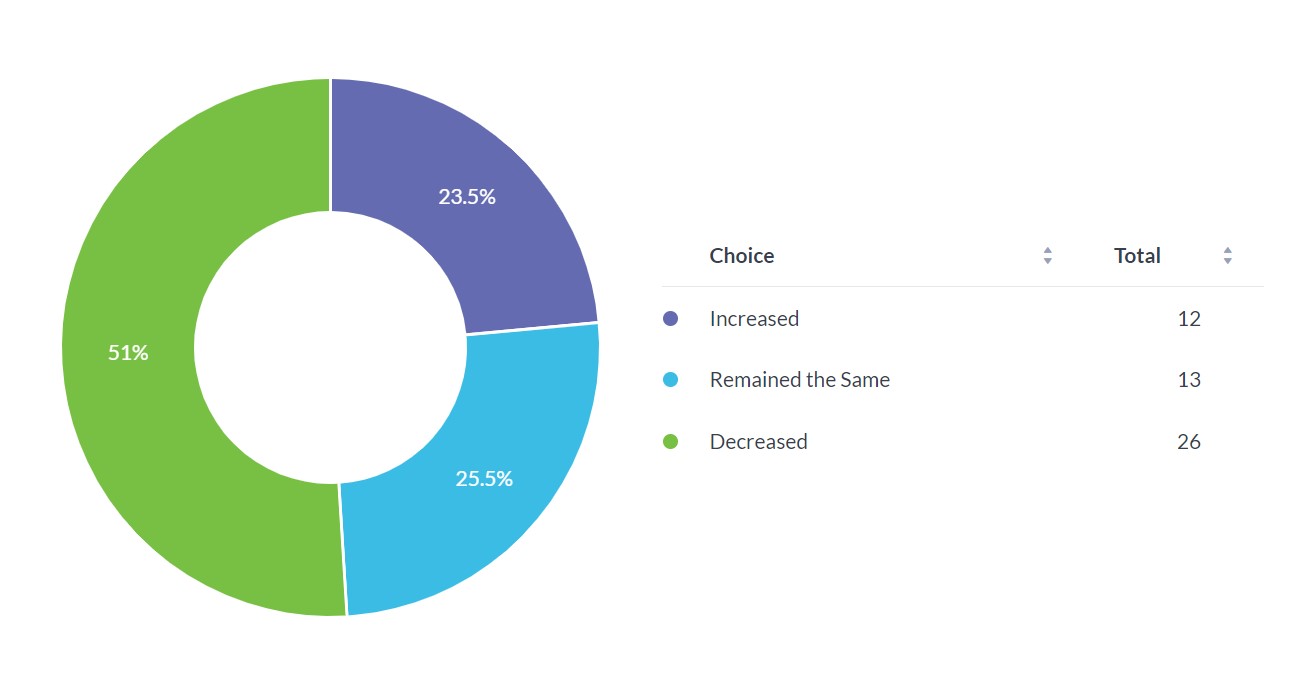 23.5%
25.5%
51%
Choice Total
Increased 12
Remained the Same 13
Decreased 26